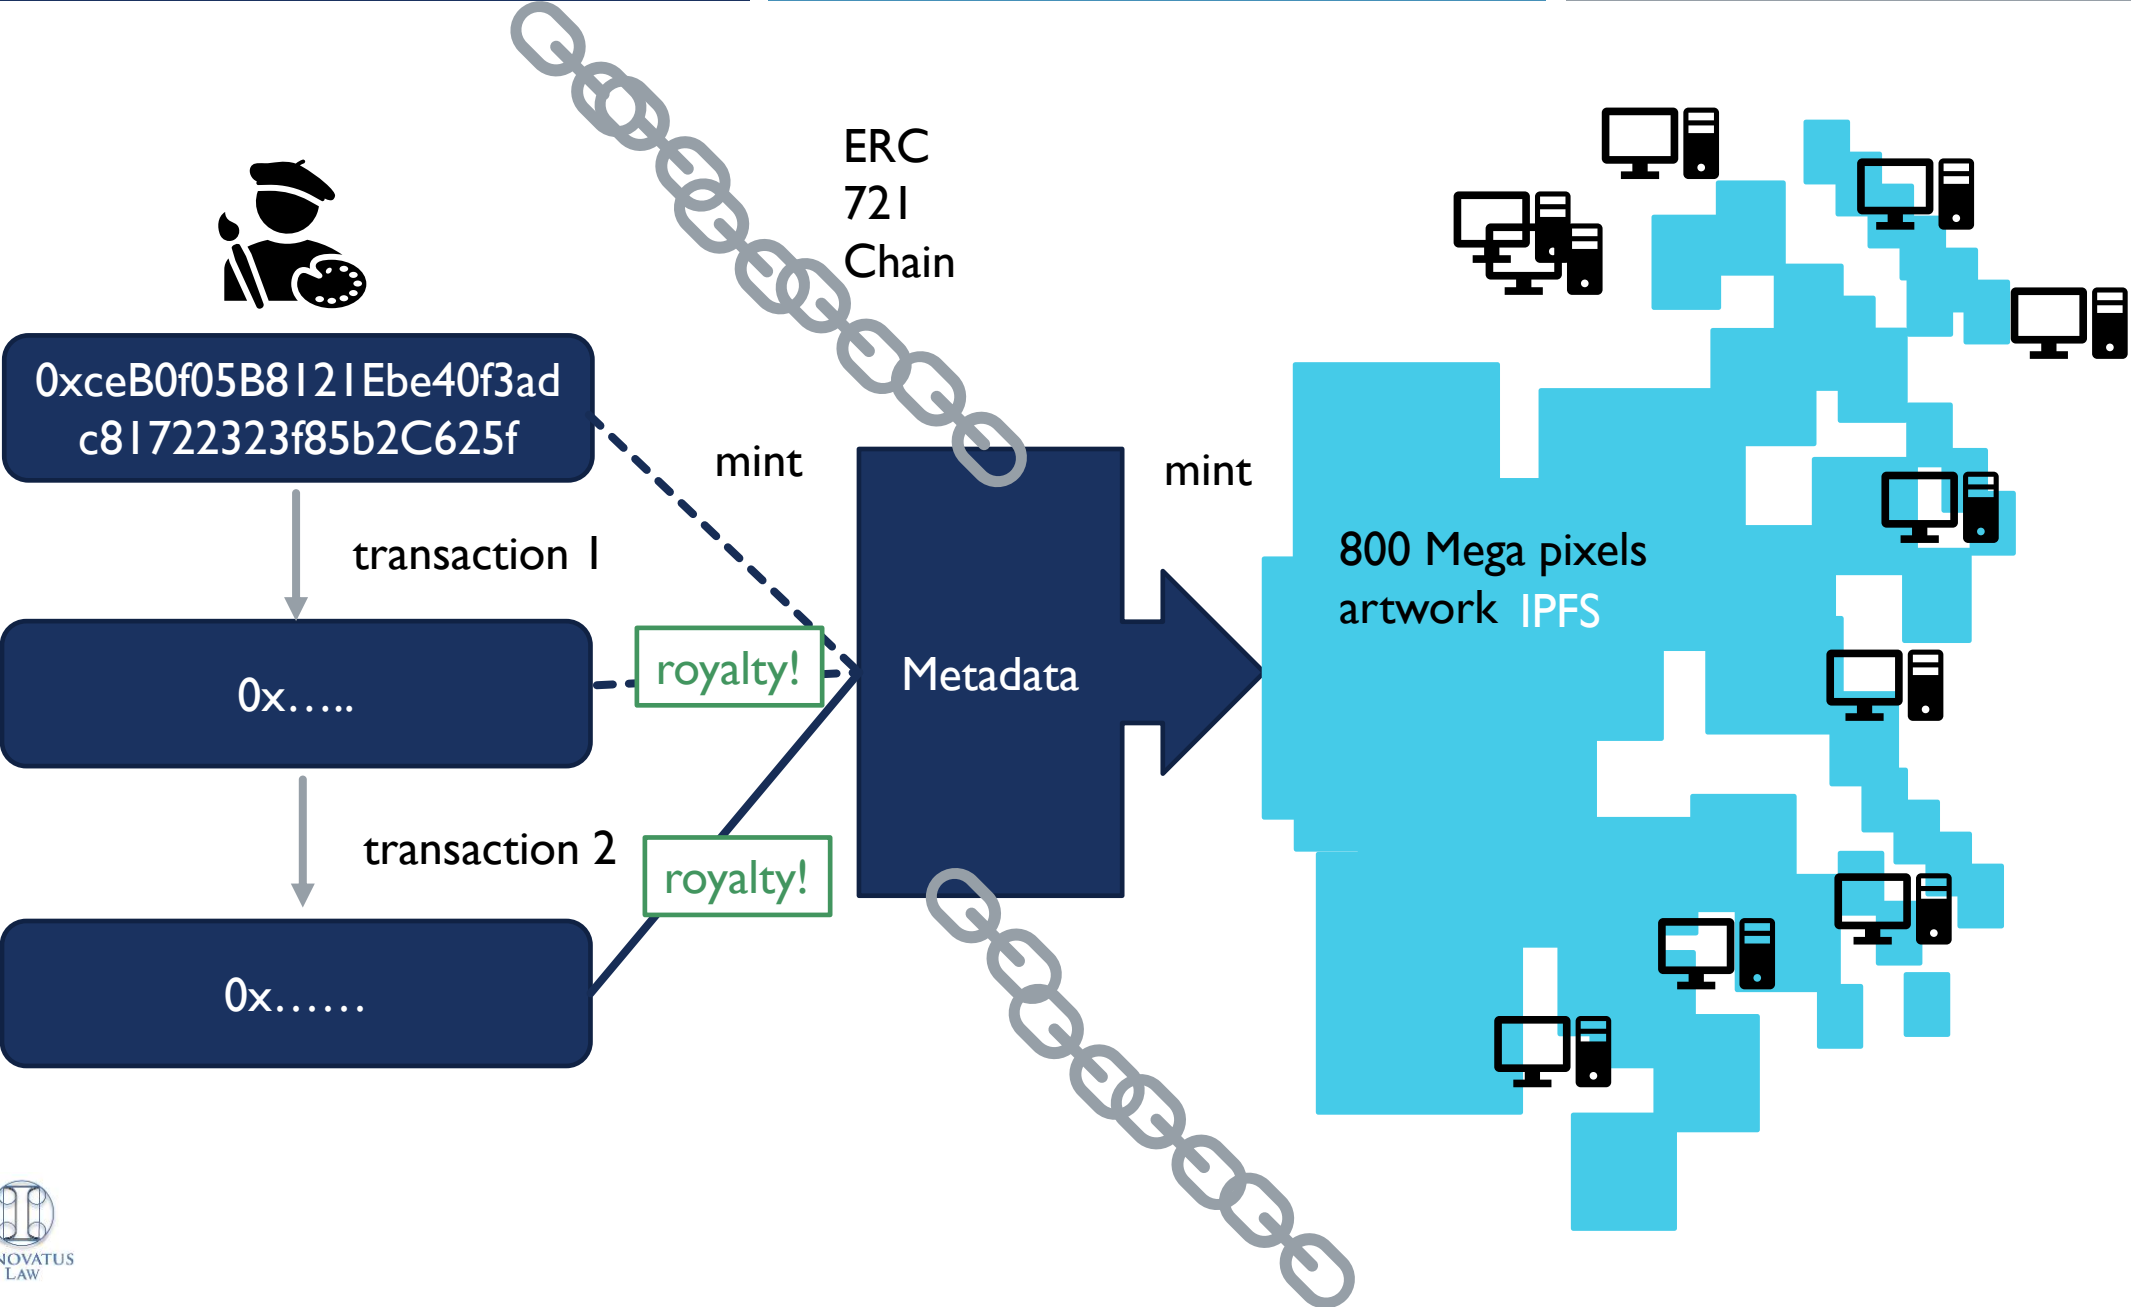 ERC
721
Chain
0xceB0f05B8121Ebe40f3ad
c81722323f85b2C625f
mint
mint
transaction 1
800 Mega pixels
artwork IPFS
royalty!
Metadata
0x.....
transaction 2
royalty!
0x......
NOVATUS
LAW